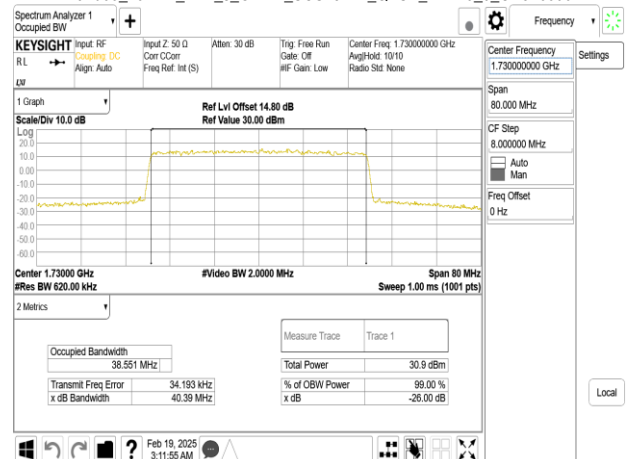 Spectrum Analyzer 1
Occupied BW
Frequency
KEYSIGHT
RL
LXI
Input: RF
Coupling: DC
Align: Auto
Input Z: 50 Ω
Corr CCorr
Freq Ref: Int (S)
Atten: 30 dB
Trig: Free Run
Gate: Off
#IF Gain: Low
Center Freq: 1.730000000 GHz
Avg|Hold: 10/10
Radio Std: None
Center Frequency
1.730000000 GHz
Settings
Span
80.000 MHz
CF Step
8.000000 MHz
Auto
Man
Freq Offset
0 Hz
Local
1 Graph
Scale/Div 10.0 dB
Ref Lvl Offset 14.80 dB
Ref Value 30.00 dBm
Log
20.0
10.0
0.00
-10.0
-20.0
-30.0
-40.0
-50.0
-60.0
Center 1.73000 GHz
#Video BW 2.0000 MHz
Span 80 MHz
#Res BW 620.00 kHz
Sweep 1.00 ms (1001 pts)
2 Metrics
Measure Trace Trace 1
Occupied Bandwidth
38.551 MHz
Total Power 30.9 dBm
Transmit Freq Error 34.193 kHz
% of OBW Power 99.00 %
x dB Bandwidth 40.39 MHz
x dB -26.00 dB
Feb 19, 2025
3:11:55 AM